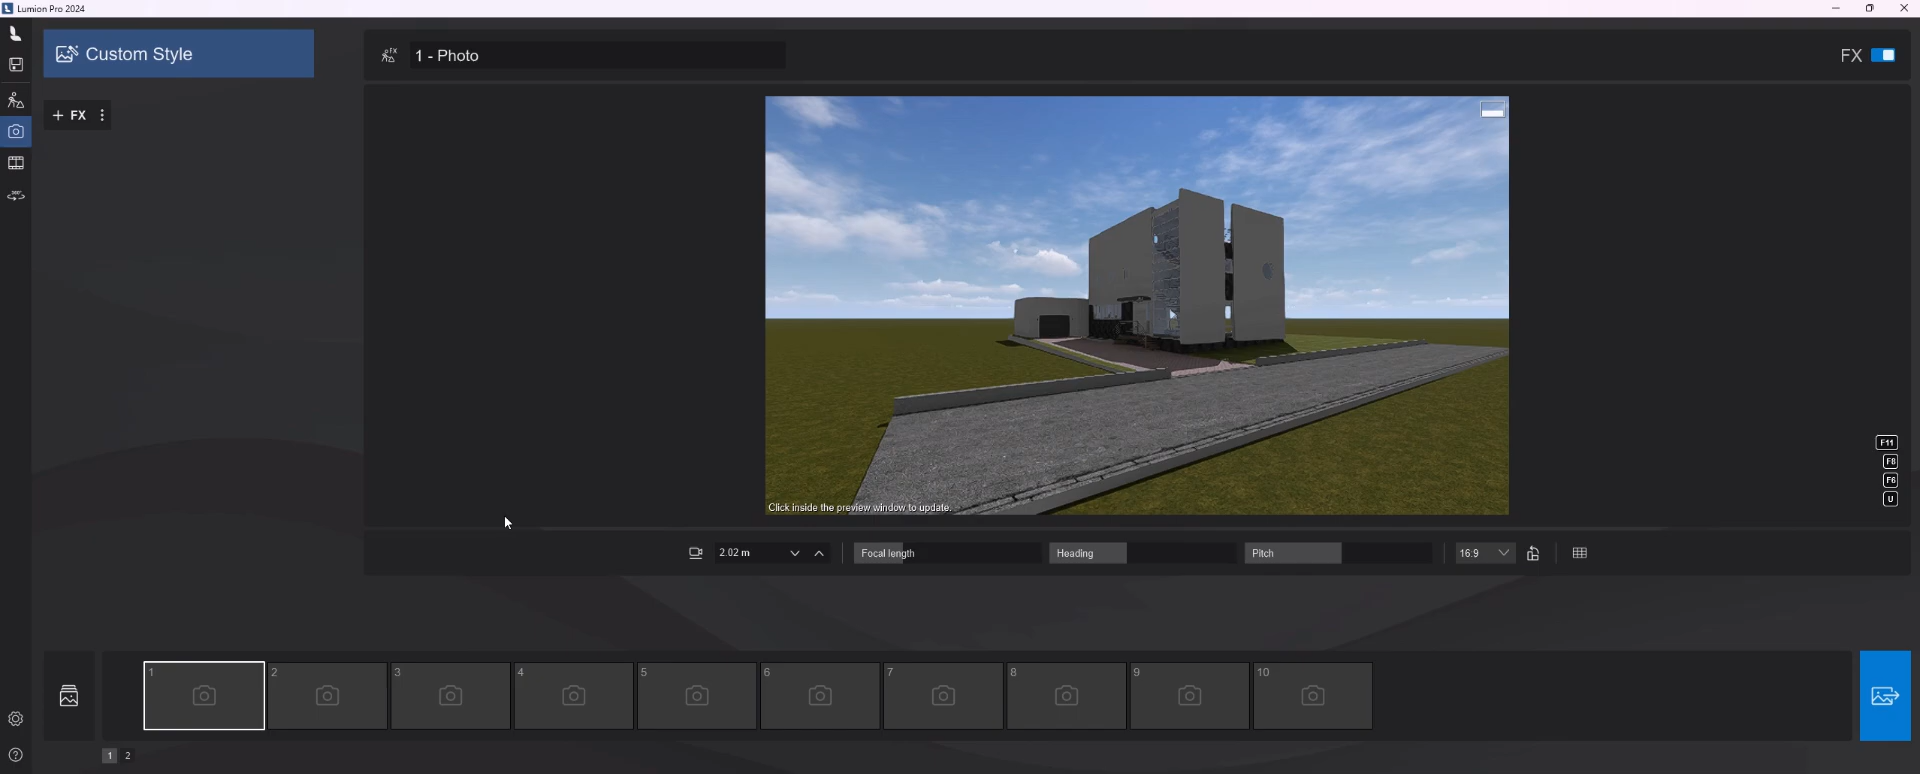 Lumion Pro 2024
Custom Style
FX
1 - Photo
FX
+ FX
360°
Click inside the preview window to update.
F11
F8
F6
U
2.02 m
Focal length
Heading
Pitch
16:9
1
2
3
4
5
6
7
8
9
10
1
2